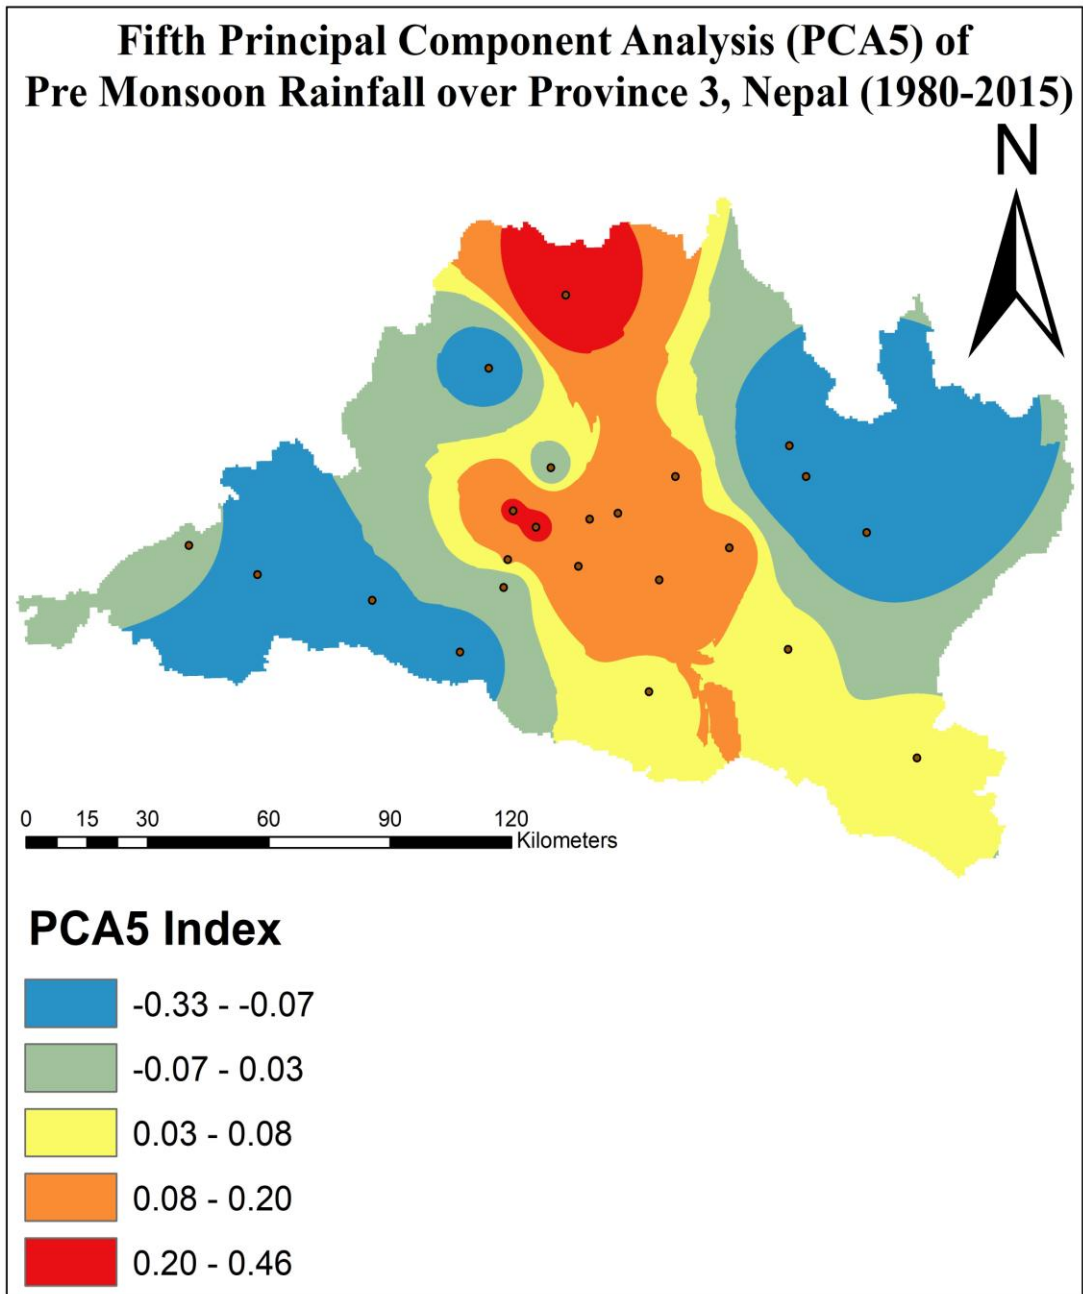 Fifth Principal Component Analysis (PCA5) of
Pre Monsoon Rainfall over Province 3, Nepal (1980-2015)
N
0 15 30 60 90 120
Kilometers
PCA5 Index
-0.33 - -0.07
-0.07 - 0.03
0.03 - 0.08
0.08 - 0.20
0.20 - 0.46